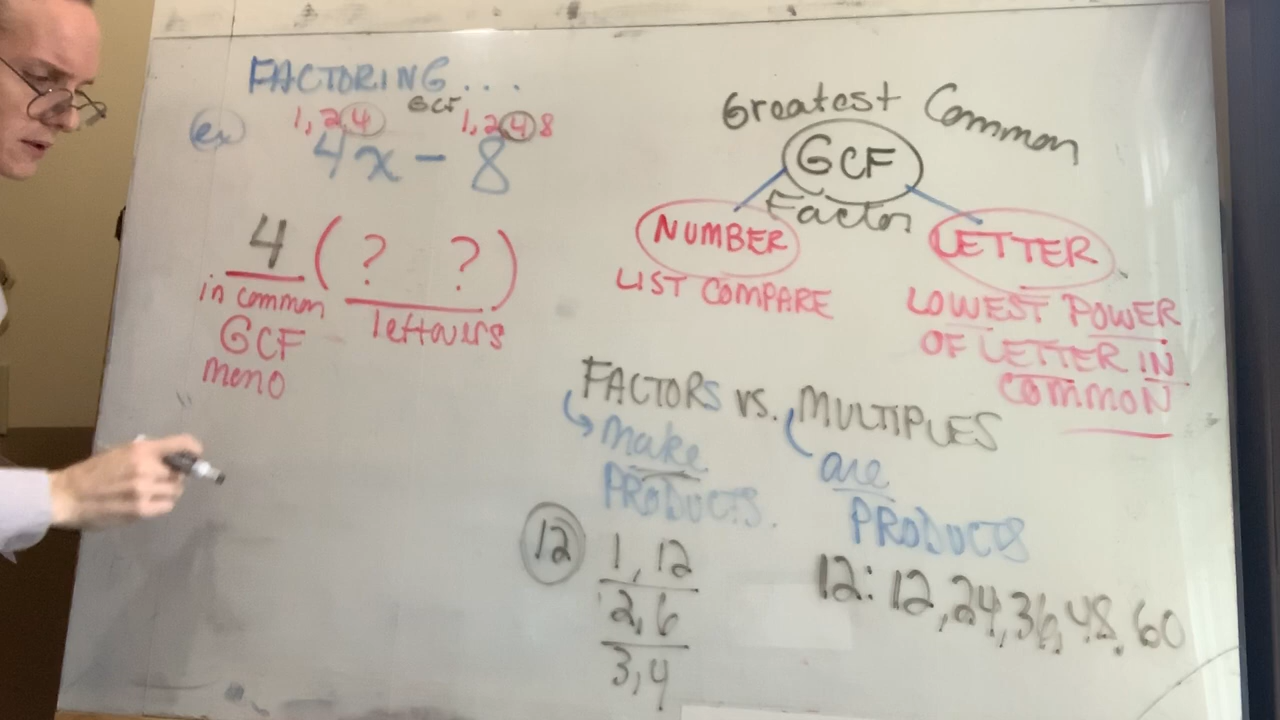 FACTORING...
ex
1, 2, 4
GCF
1, 2, 4 8
4x - 8
4 ( ? ? )
in common
leftovers
GCF
mono
Greatest Common
GCF
Factor
NUMBER
LETTER
LIST COMPARE
LOWEST POWER
OF LETTER IN
COMMON
FACTORS vs. MULTIPLES
make
PRODUCTS.
are
PRODUCTS
12
1, 12
2, 6
3, 4
12: 12, 24, 36, 48, 60